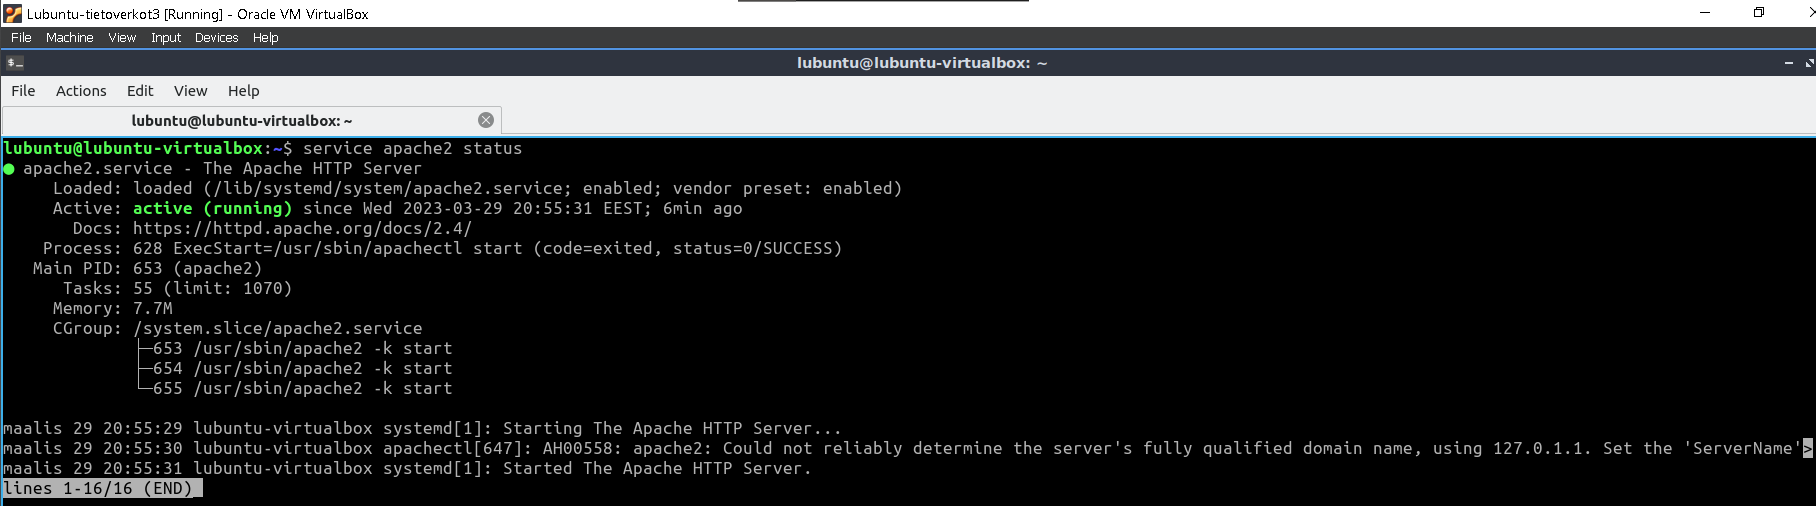 Lubuntu-tietoverkot3 [Running] - Oracle VM VirtualBox
File Machine View Input Devices Help
$_ lubuntu@lubuntu-virtualbox: ~
File Actions Edit View Help
lubuntu@lubuntu-virtualbox: ~
lubuntu@lubuntu-virtualbox:~$ service apache2 status
● apache2.service - The Apache HTTP Server
     Loaded: loaded (/lib/systemd/system/apache2.service; enabled; vendor preset: enabled)
     Active: active (running) since Wed 2023-03-29 20:55:31 EEST; 6min ago
       Docs: https://httpd.apache.org/docs/2.4/
    Process: 628 ExecStart=/usr/sbin/apachectl start (code=exited, status=0/SUCCESS)
   Main PID: 653 (apache2)
      Tasks: 55 (limit: 1070)
     Memory: 7.7M
     CGroup: /system.slice/apache2.service
             ├─653 /usr/sbin/apache2 -k start
             ├─654 /usr/sbin/apache2 -k start
             └─655 /usr/sbin/apache2 -k start
maalis 29 20:55:29 lubuntu-virtualbox systemd[1]: Starting The Apache HTTP Server...
maalis 29 20:55:30 lubuntu-virtualbox apachectl[647]: AH00558: apache2: Could not reliably determine the server's fully qualified domain name, using 127.0.1.1. Set the 'ServerName'>
maalis 29 20:55:31 lubuntu-virtualbox systemd[1]: Started The Apache HTTP Server.
lines 1-16/16 (END)